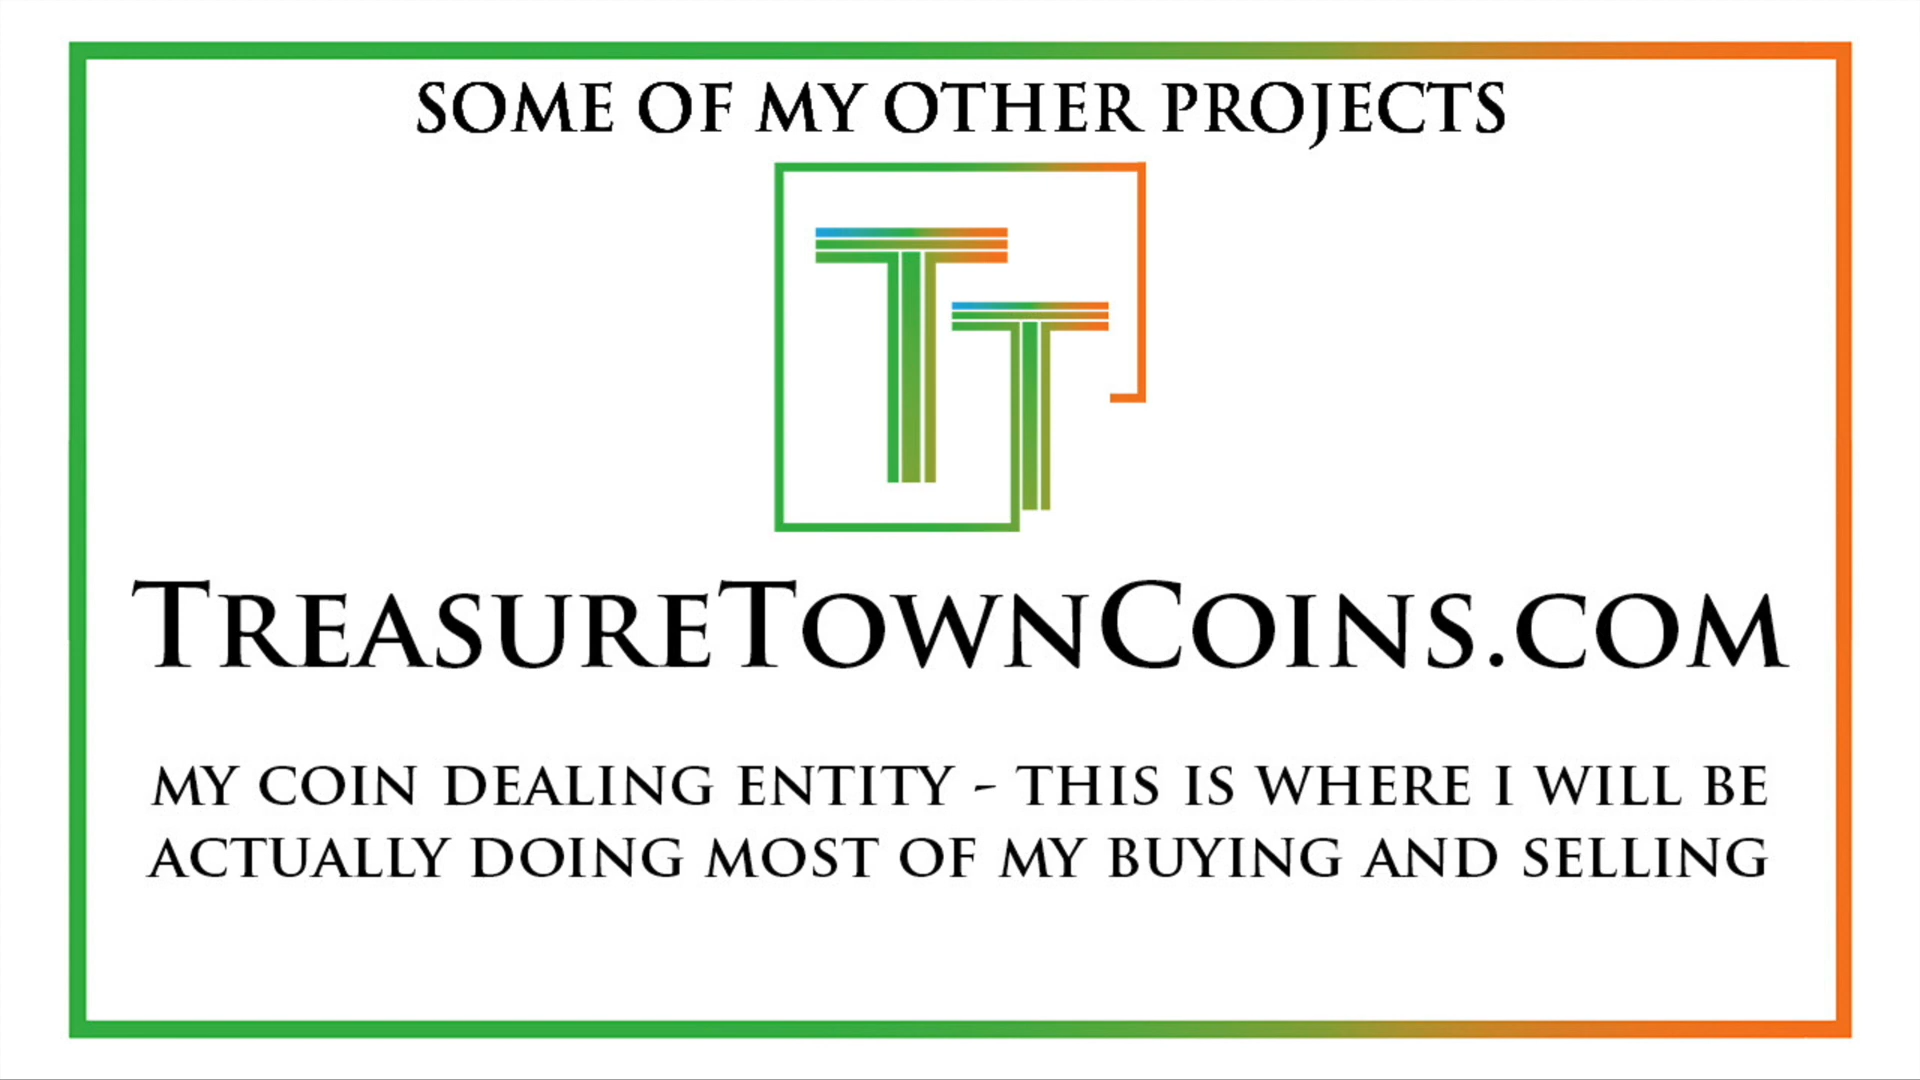 SOME OF MY OTHER PROJECTS
TT
TREASURETOWNCOINS.COM
MY COIN DEALING ENTITY - THIS IS WHERE I WILL BE
ACTUALLY DOING MOST OF MY BUYING AND SELLING